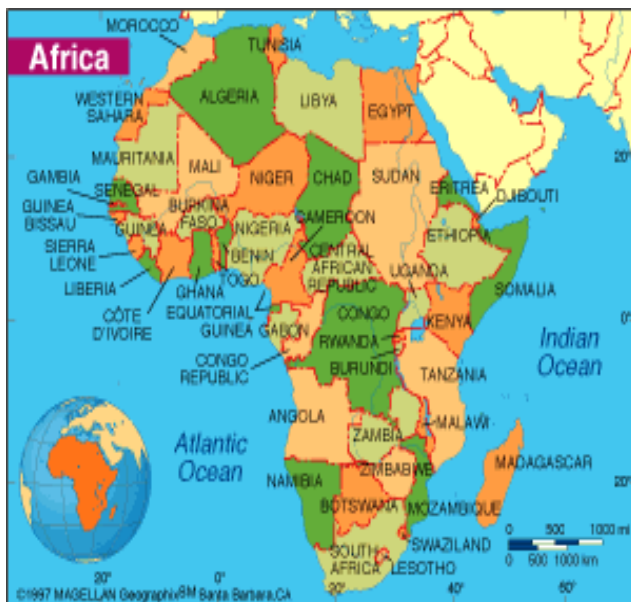 MOROCCO
Africa
TUNISIA
ALGERIA
LIBYA
EGYPT
WESTERN
SAHARA
MAURITANIA
MALI
NIGER
CHAD
SUDAN
20°
GAMBIA
SENEGAL
ERITREA
DJIBOUTI
GUINEA
BISSAU
BURKINA
FASO
GUINEA
NIGERIA
CAMEROON
ETHIOPIA
SIERRA
LEONE
BENIN
CENTRAL
AFRICAN
REPUBLIC
UGANDA
LIBERIA
GHANA
TOGO
SOMALIA
CÔTE
D'IVOIRE
EQUATORIAL
GUINEA
GABON
CONGO
KENYA
0°
RWANDA
Indian
Ocean
CONGO
REPUBLIC
BURUNDI
TANZANIA
ANGOLA
MALAWI
Atlantic
Ocean
ZAMBIA
ZIMBABWE
MADAGASCAR
NAMIBIA
BOTSWANA
MOZAMBIQUE
20°
SOUTH
AFRICA
SWAZILAND
LESOTHO
0 500 1000 mi
0 500 1000 km
20° 0° 20° 40° 60°
©1997 MAGELLAN Geographix SM Santa Barbara,CA